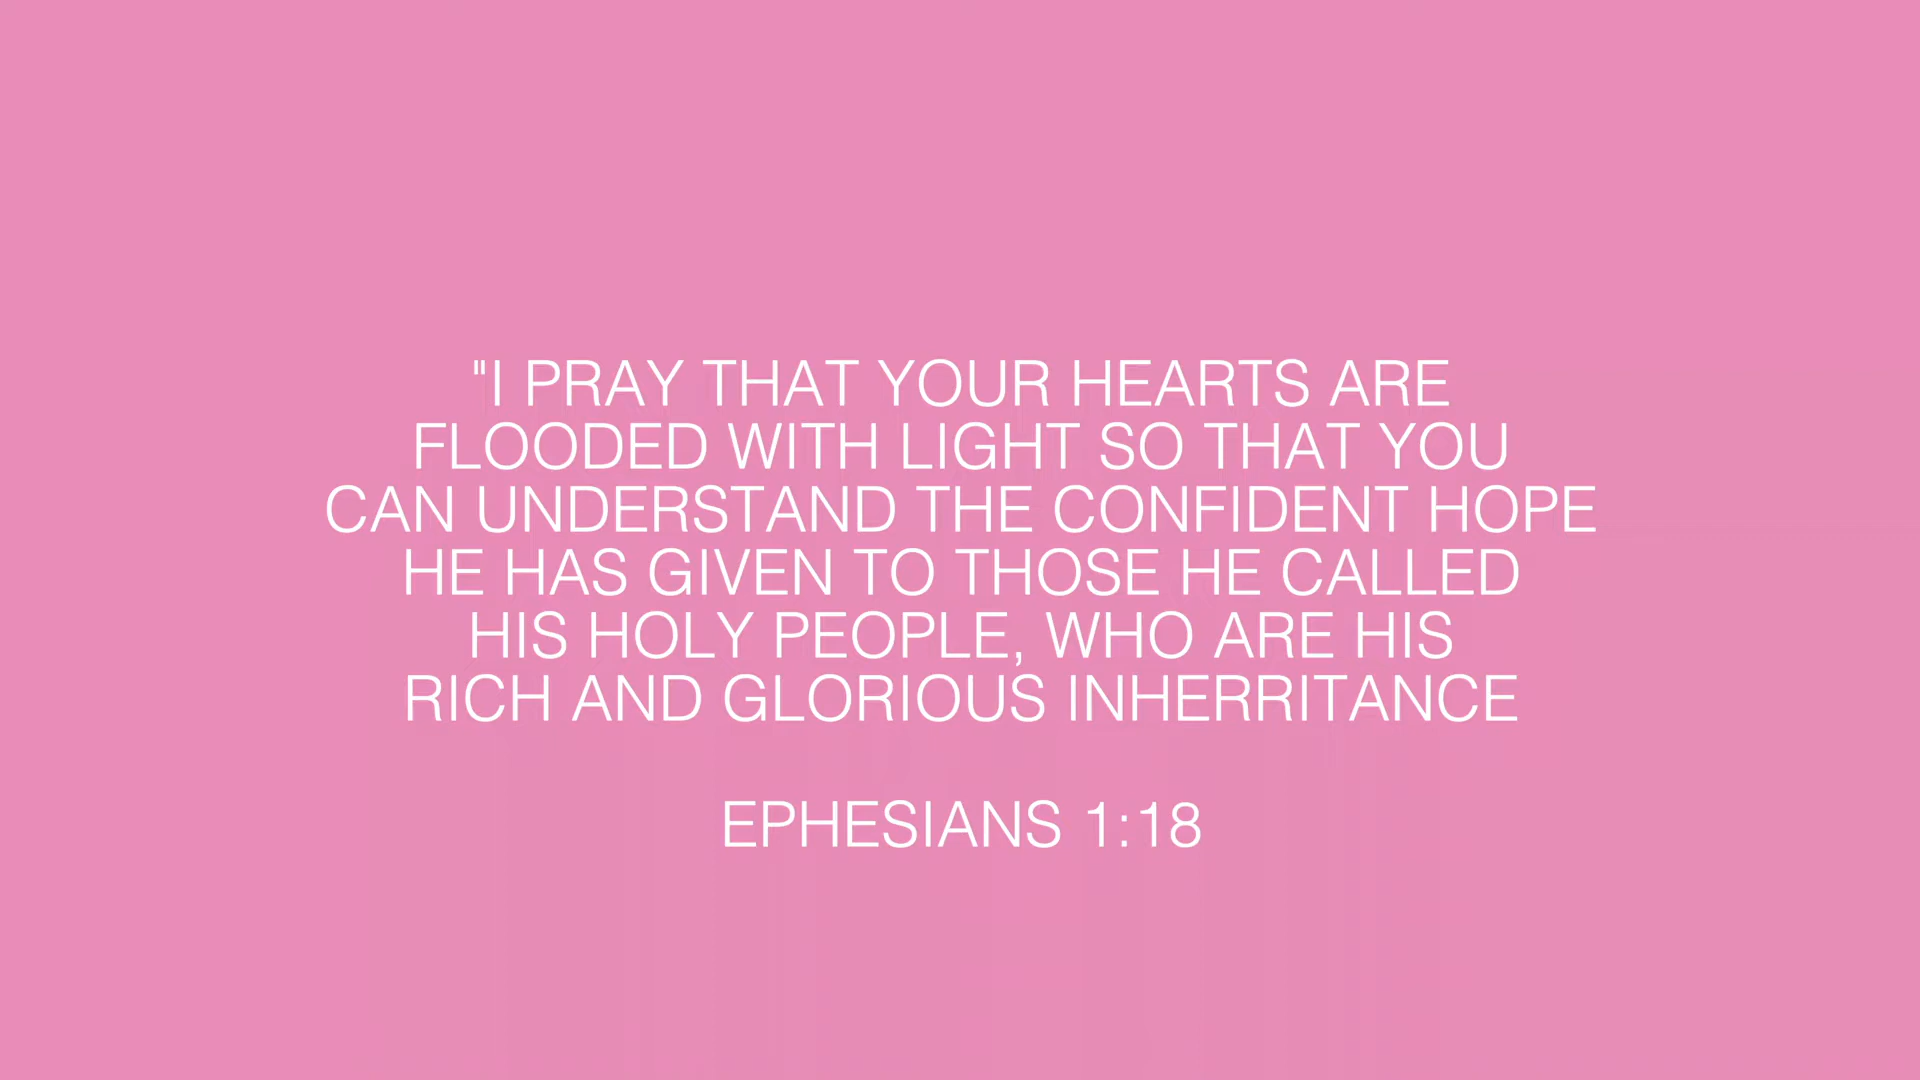 "I PRAY THAT YOUR HEARTS ARE
FLOODED WITH LIGHT SO THAT YOU
CAN UNDERSTAND THE CONFIDENT HOPE
HE HAS GIVEN TO THOSE HE CALLED
HIS HOLY PEOPLE, WHO ARE HIS
RICH AND GLORIOUS INHERRITANCE
EPHESIANS 1:18